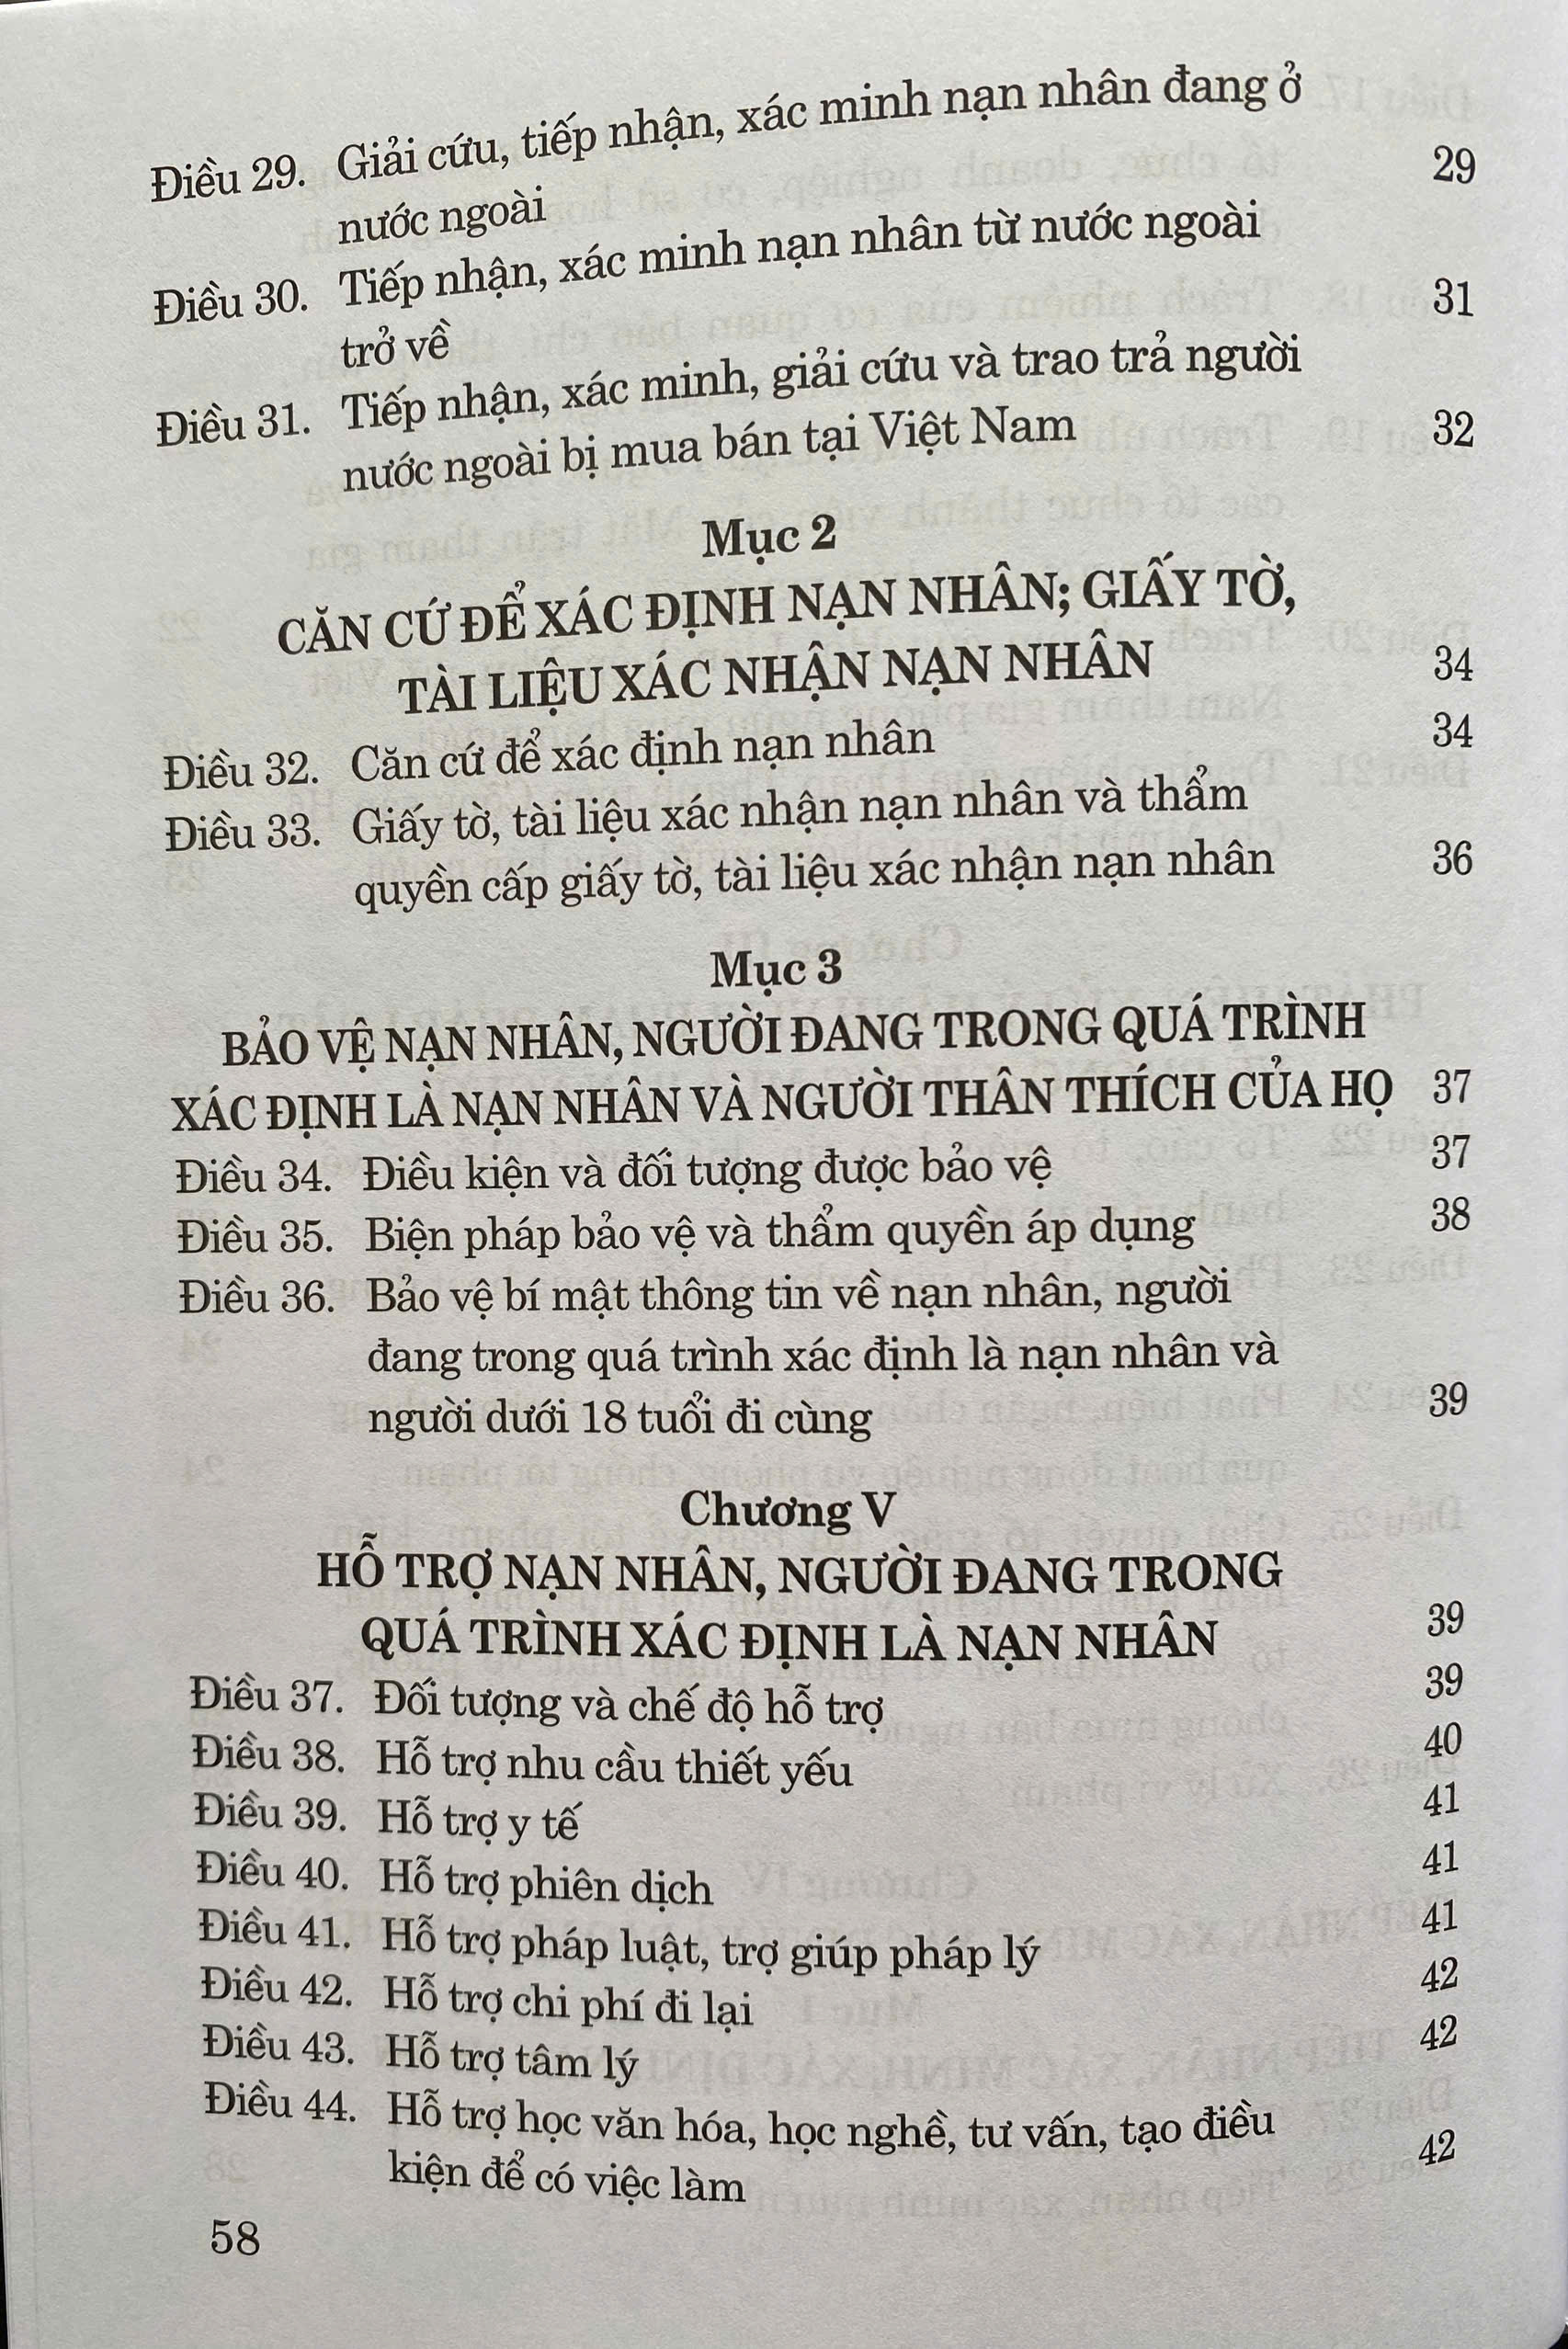 Điều 29. Giải cứu, tiếp nhận, xác minh nạn nhân đang ở
nước ngoài 29
Điều 30. Tiếp nhận, xác minh nạn nhân từ nước ngoài
trở về 31
Điều 31. Tiếp nhận, xác minh, giải cứu và trao trả người
nước ngoài bị mua bán tại Việt Nam 32
Mục 2
CĂN CỨ ĐỂ XÁC ĐỊNH NẠN NHÂN; GIẤY TỜ,
TÀI LIỆU XÁC NHẬN NẠN NHÂN 34
Điều 32. Căn cứ để xác định nạn nhân 34
Điều 33. Giấy tờ, tài liệu xác nhận nạn nhân và thẩm
quyền cấp giấy tờ, tài liệu xác nhận nạn nhân 36
Mục 3
BẢO VỆ NẠN NHÂN, NGƯỜI ĐANG TRONG QUÁ TRÌNH
XÁC ĐỊNH LÀ NẠN NHÂN VÀ NGƯỜI THÂN THÍCH CỦA HỌ 37
Điều 34. Điều kiện và đối tượng được bảo vệ 37
Điều 35. Biện pháp bảo vệ và thẩm quyền áp dụng 38
Điều 36. Bảo vệ bí mật thông tin về nạn nhân, người
đang trong quá trình xác định là nạn nhân và
người dưới 18 tuổi đi cùng 39
Chương V
HỖ TRỢ NẠN NHÂN, NGƯỜI ĐANG TRONG
QUÁ TRÌNH XÁC ĐỊNH LÀ NẠN NHÂN 39
Điều 37. Đối tượng và chế độ hỗ trợ 39
Điều 38. Hỗ trợ nhu cầu thiết yếu 40
Điều 39. Hỗ trợ y tế 41
Điều 40. Hỗ trợ phiên dịch 41
Điều 41. Hỗ trợ pháp luật, trợ giúp pháp lý 41
Điều 42. Hỗ trợ chi phí đi lại 42
Điều 43. Hỗ trợ tâm lý 42
Điều 44. Hỗ trợ học văn hóa, học nghề, tư vấn, tạo điều
kiện để có việc làm 42
58